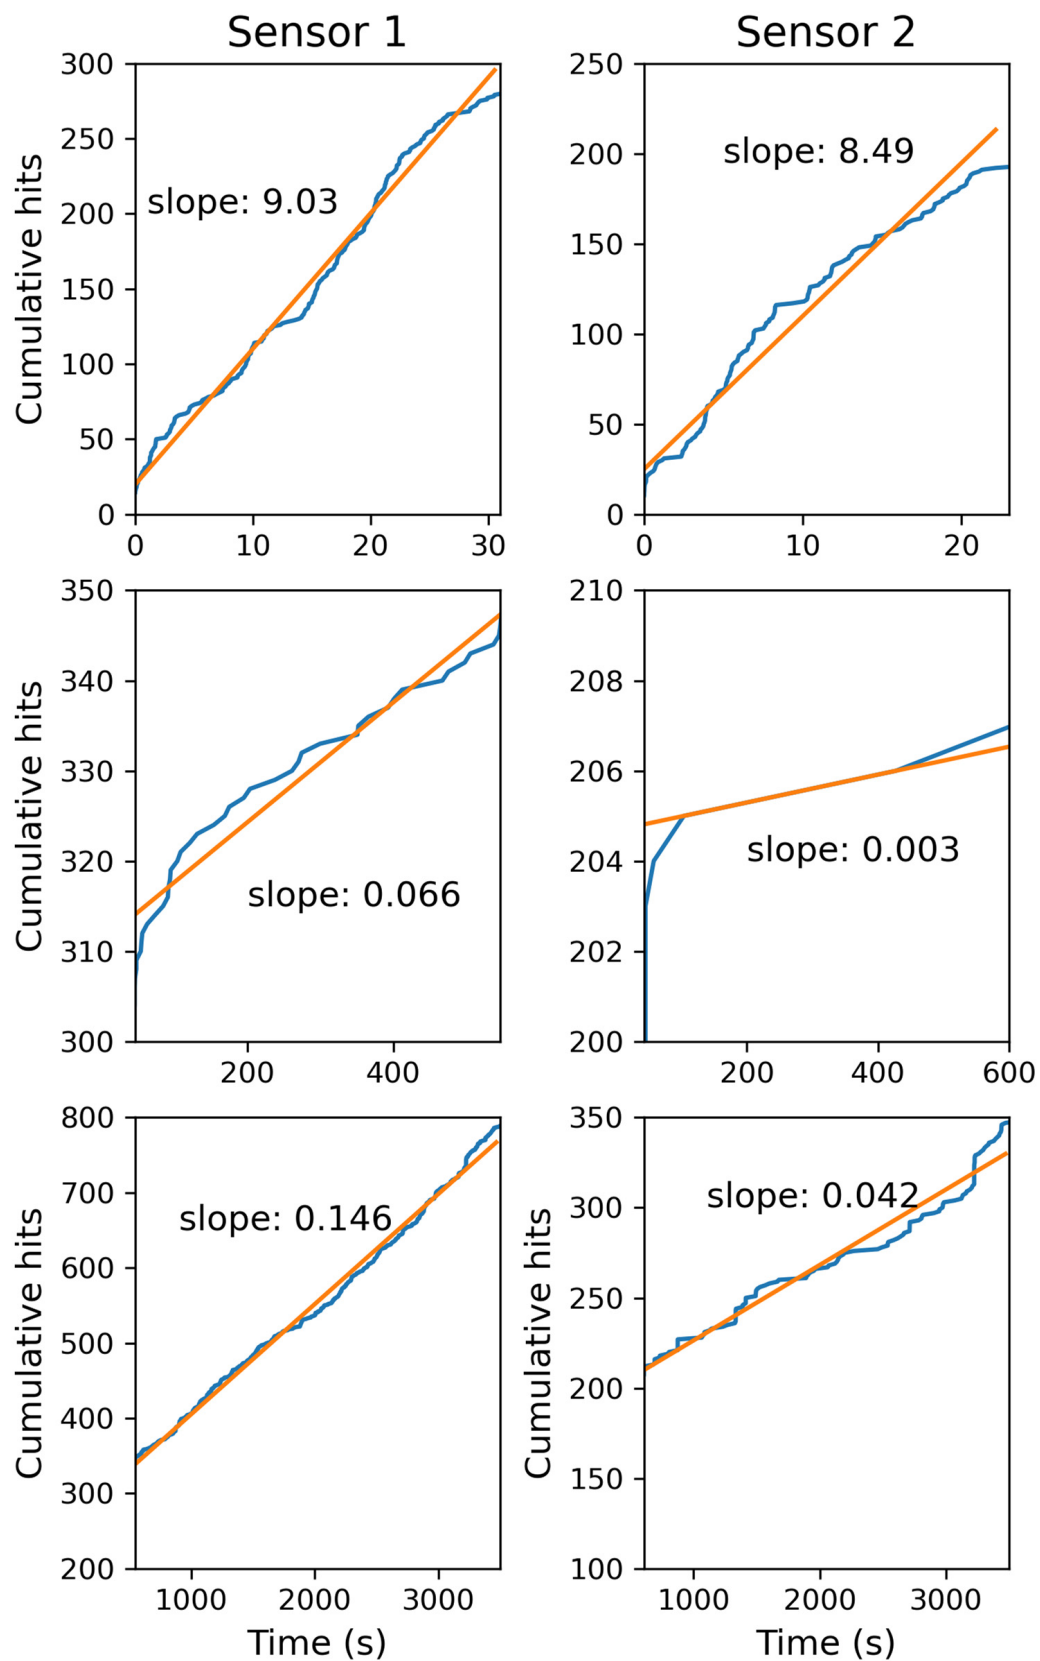 Sensor 1
Sensor 2
Cumulative hits
300
250
200
150
100
50
0
slope: 9.03
0 10 20 30
250
200
150
100
50
0
slope: 8.49
0 10 20
Cumulative hits
350
340
330
320
310
300
slope: 0.066
200 400
210
208
206
204
202
200
slope: 0.003
200 400 600
Cumulative hits
800
700
600
500
400
300
200
slope: 0.146
1000 2000 3000
Time (s)
Cumulative hits
350
300
250
200
150
100
slope: 0.042
1000 2000 3000
Time (s)